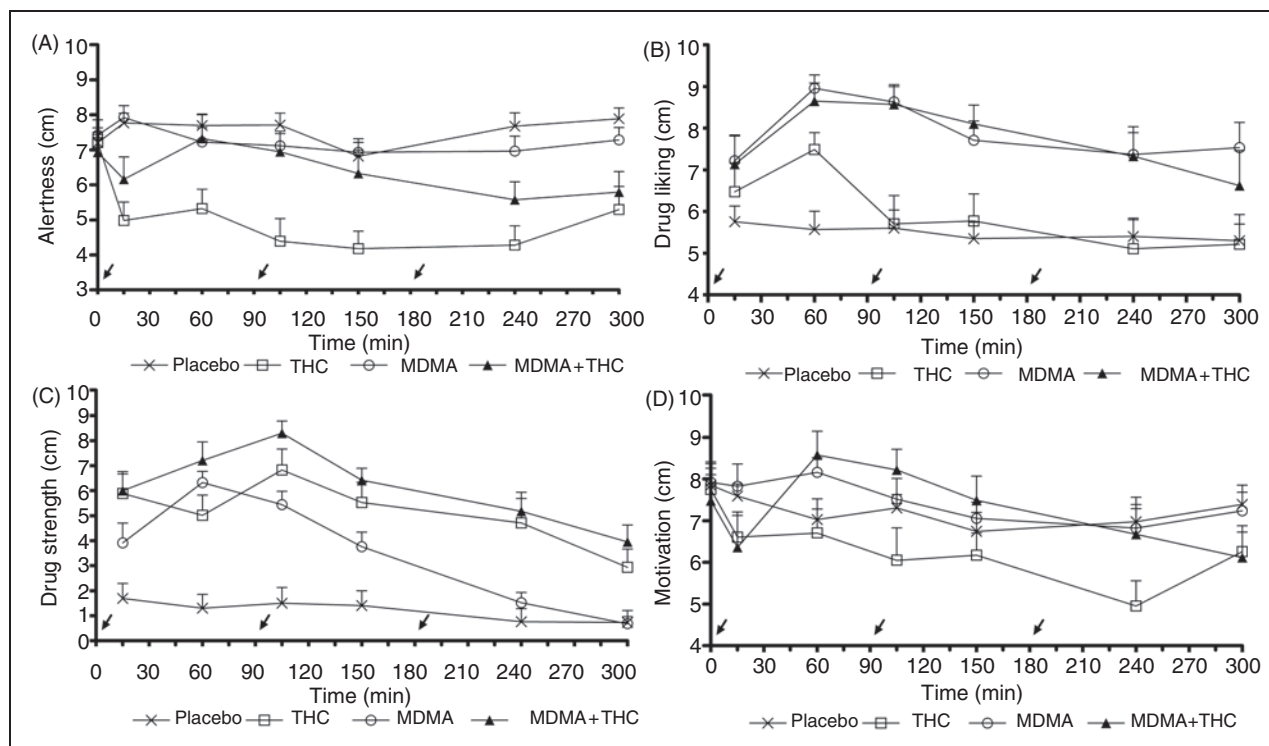 (A)
10
9
8
7
6
5
4
3
Alertness (cm)
0 30 60 90 120 150 180 210 240 270 300
Time (min)
Placebo THC MDMA MDMA+THC
(B)
10
9
8
7
6
5
4
Drug liking (cm)
0 30 60 90 120 150 180 210 240 270 300
Time (min)
Placebo THC MDMA MDMA+THC
(C)
10
9
8
7
6
5
4
3
2
1
0
Drug strength (cm)
0 30 60 90 120 150 180 210 240 270 300
Time (min)
Placebo THC MDMA MDMA+THC
(D)
10
9
8
7
6
5
4
Motivation (cm)
0 30 60 90 120 150 180 210 240 270 300
Time (min)
Placebo THC MDMA MDMA+THC